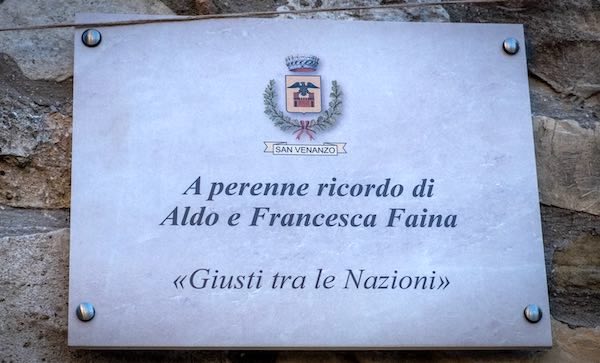 SAN VENANZO
A perenne ricordo di
Aldo e Francesca Faina
«Giusti tra le Nazioni»